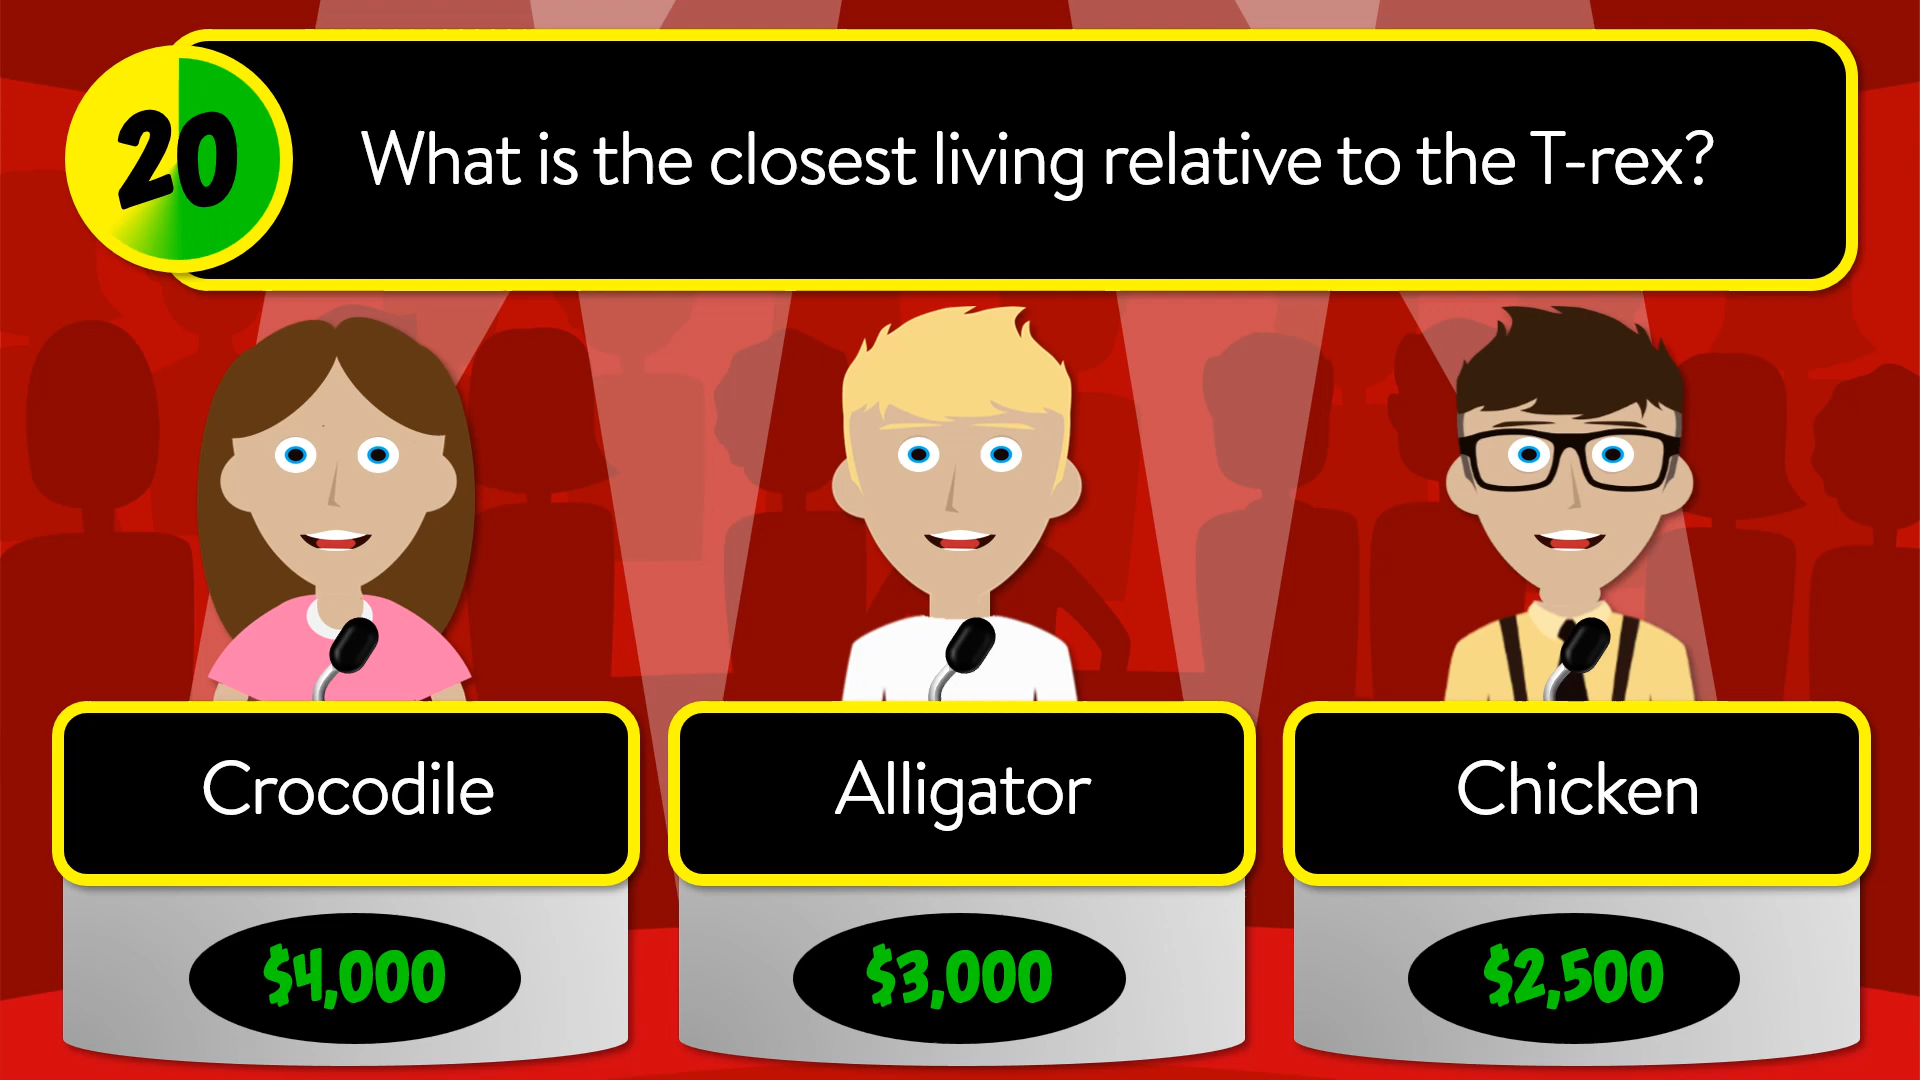 20
What is the closest living relative to the T-rex?
Crocodile
Alligator
Chicken
$4,000
$3,000
$2,500